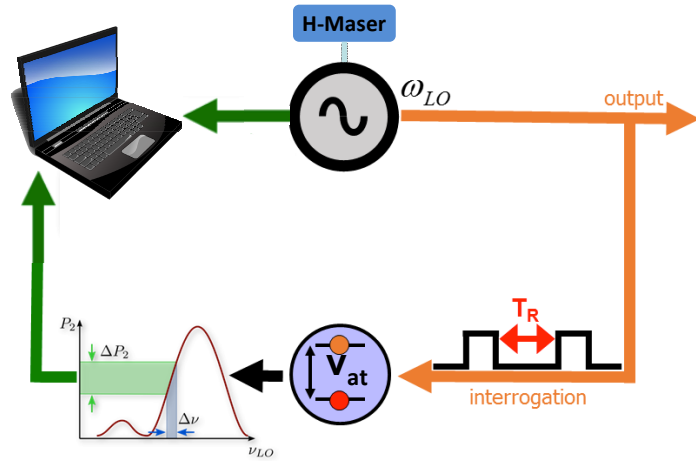 H-Maser
ω_LO
output
T_R
P_2
ΔP_2
V_at
Δν
interrogation
ν_LO